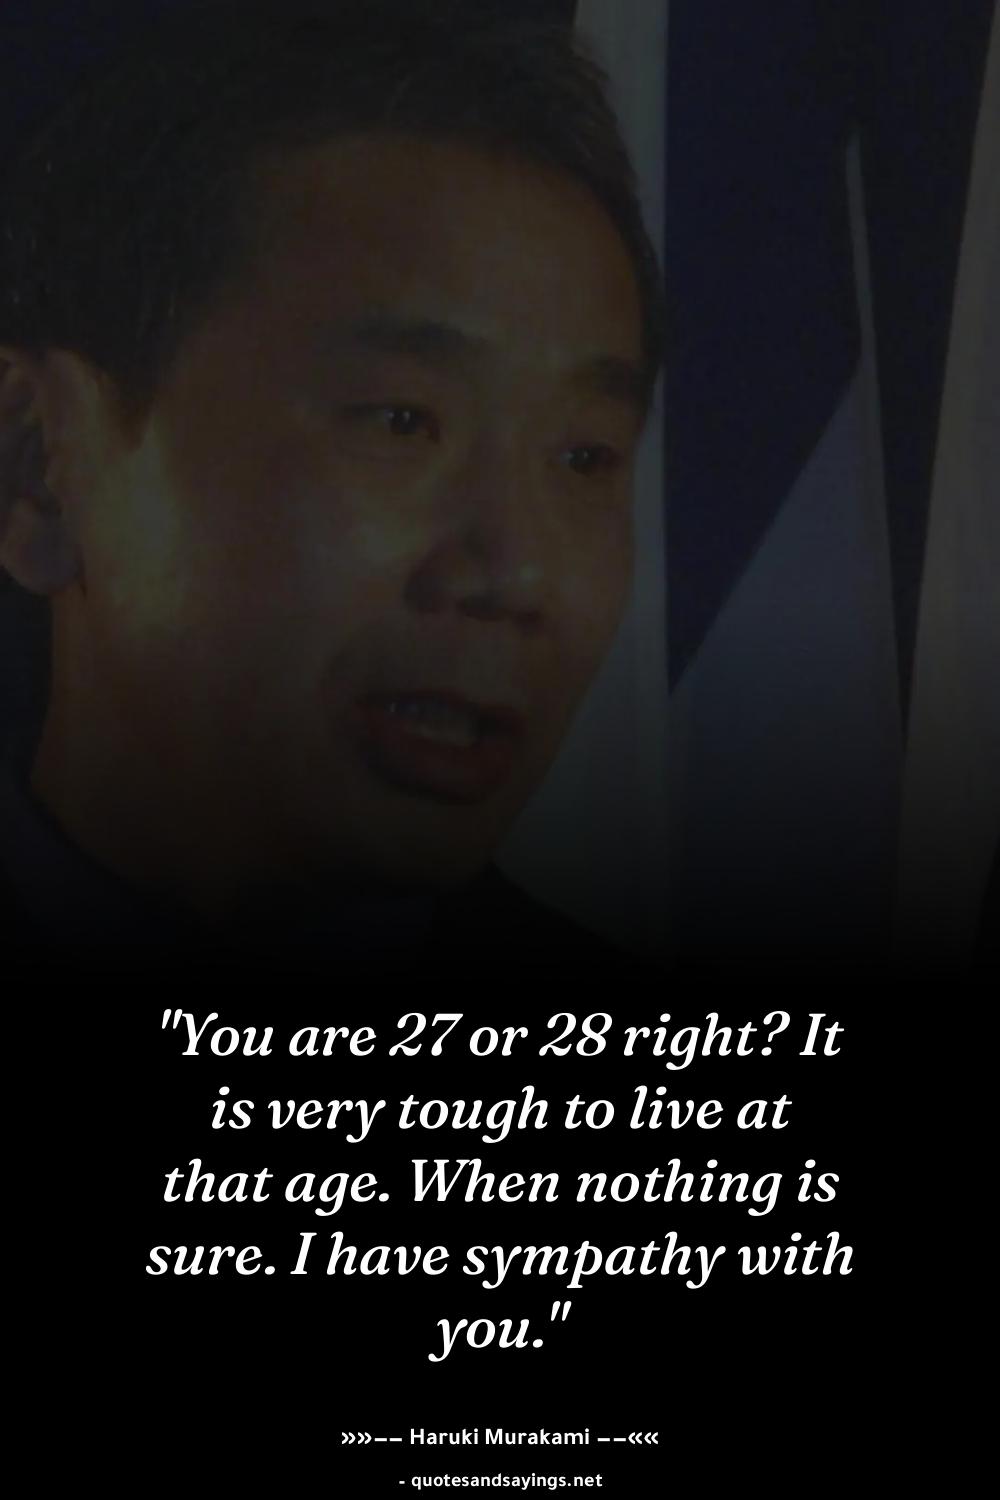 "You are 27 or 28 right? It
is very tough to live at
that age. When nothing is
sure. I have sympathy with
you."
»»−− Haruki Murakami −−««
- quotesandsayings.net